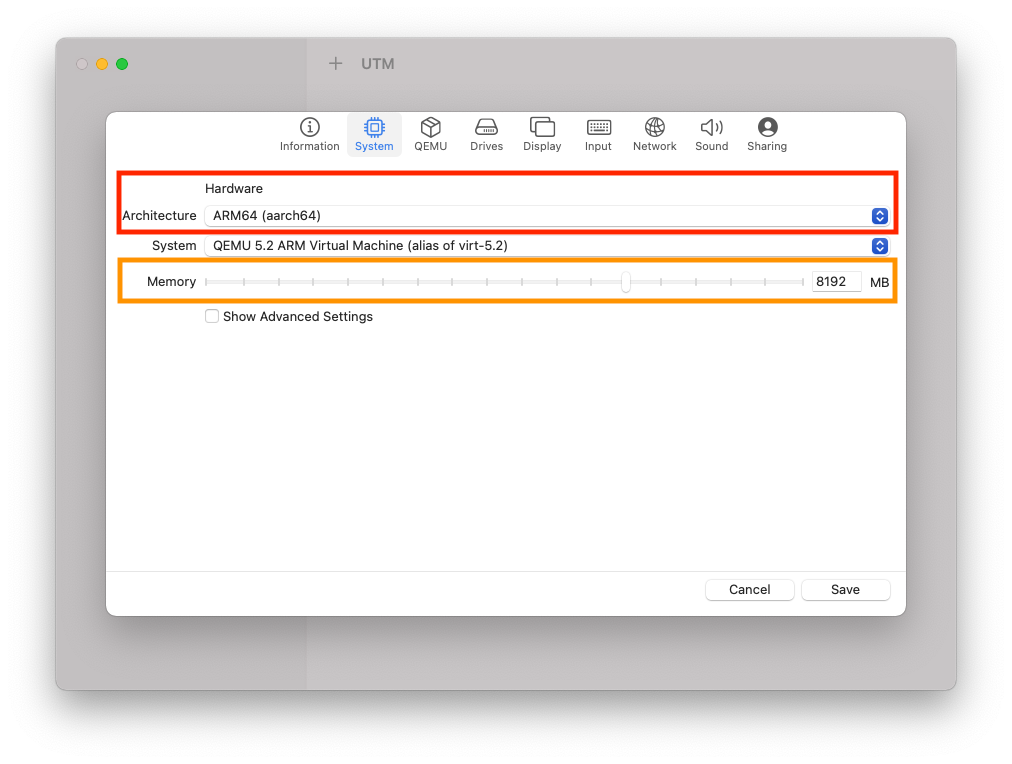 UTM
Information System QEMU Drives Display Input Network Sound Sharing
Hardware
Architecture ARM64 (aarch64)
System QEMU 5.2 ARM Virtual Machine (alias of virt-5.2)
Memory 8192 MB
Show Advanced Settings
Cancel Save